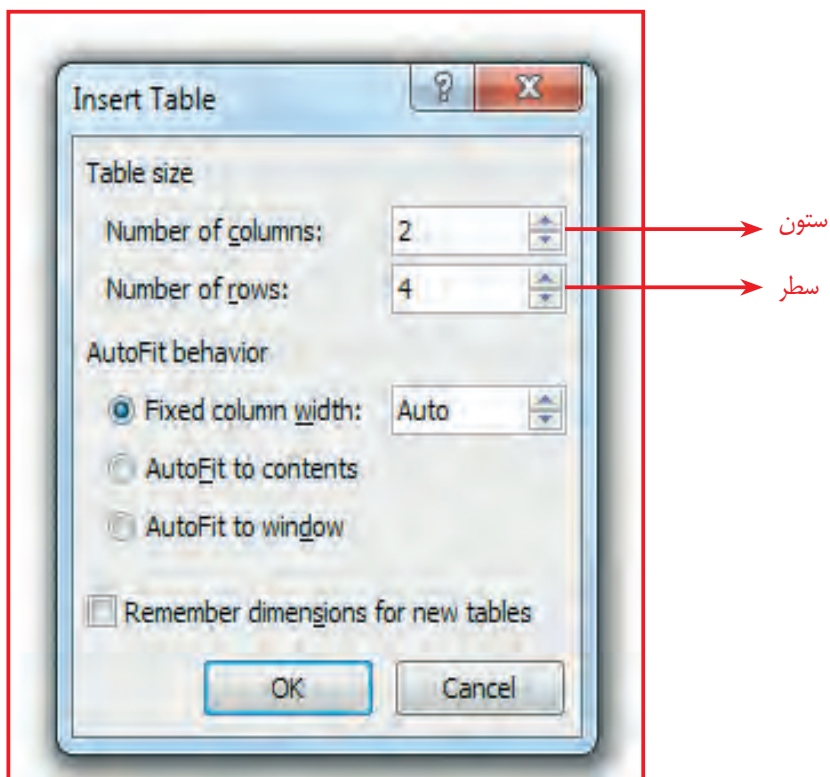 Insert Table
Table size
Number of columns: 2
ستون
Number of rows: 4
سطر
AutoFit behavior
Fixed column width: Auto
AutoFit to contents
AutoFit to window
Remember dimensions for new tables
OK Cancel